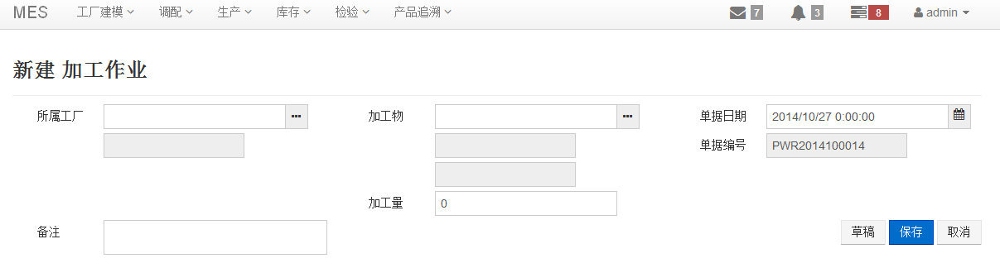 MES 工厂建模 调配 生产 库存 检验 产品追溯 7 3 8 admin
新建 加工作业
所属工厂 加工物 单据日期 2014/10/27 0:00:00
单据编号 PWR2014100014
加工量 0
备注 草稿 保存 取消